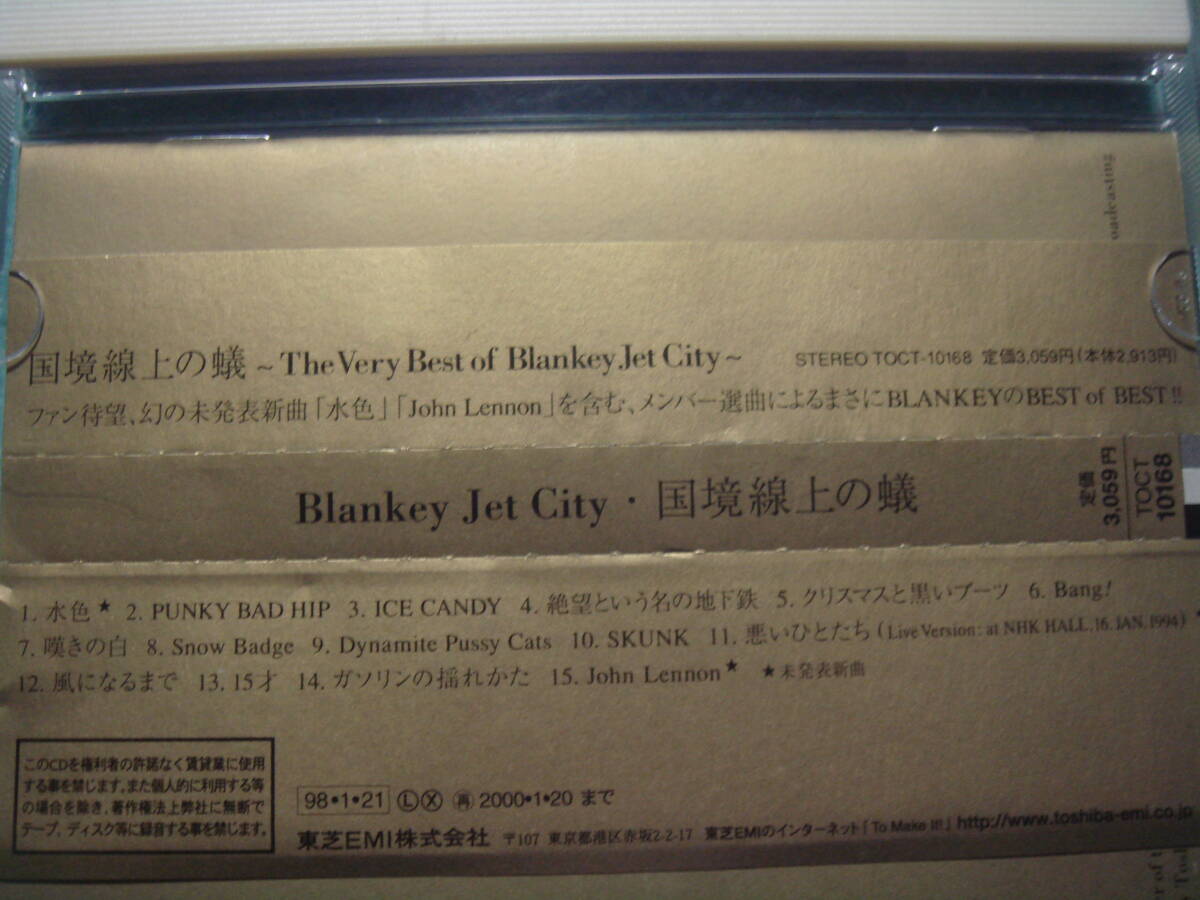 oadcasting
国境線上の蟻 ~ The Very Best of Blankey Jet City ~ STEREO TOCT-10168 定価3,059円(本体2,913円)
ファン待望、幻の未発表新曲「水色」「John Lennon」を含む、メンバー選曲によるまさにBLANKEYのBEST of BEST!!
Blankey Jet City・国境線上の蟻
定価
3,059円
TOCT
10168
1. 水色★ 2. PUNKY BAD HIP 3. ICE CANDY 4. 絶望という名の地下鉄 5. クリスマスと黒いブーツ 6. Bang!
7. 嘆きの白 8. Snow Badge 9. Dynamite Pussy Cats 10. SKUNK 11. 悪いひとたち (Live Version: at NHK HALL.16.JAN.1994)
12. 風になるまで 13. 15才 14. ガソリンの揺れかた 15. John Lennon★ ★未発表新曲
このCDを権利者の許諾なく賃貸業に使用
する事を禁じます。また個人的に利用する等
の場合を除き、著作権法上弊社に無断で
テープ、ディスク等に録音する事を禁じます。
98・1・21 Ⓛ Ⓧ 再 2000・1・20 まで
東芝EMI株式会社 〒107 東京都港区赤坂2-2-17 東芝EMIのインターネット「To Make It!」http://www.toshiba-emi.co.jp